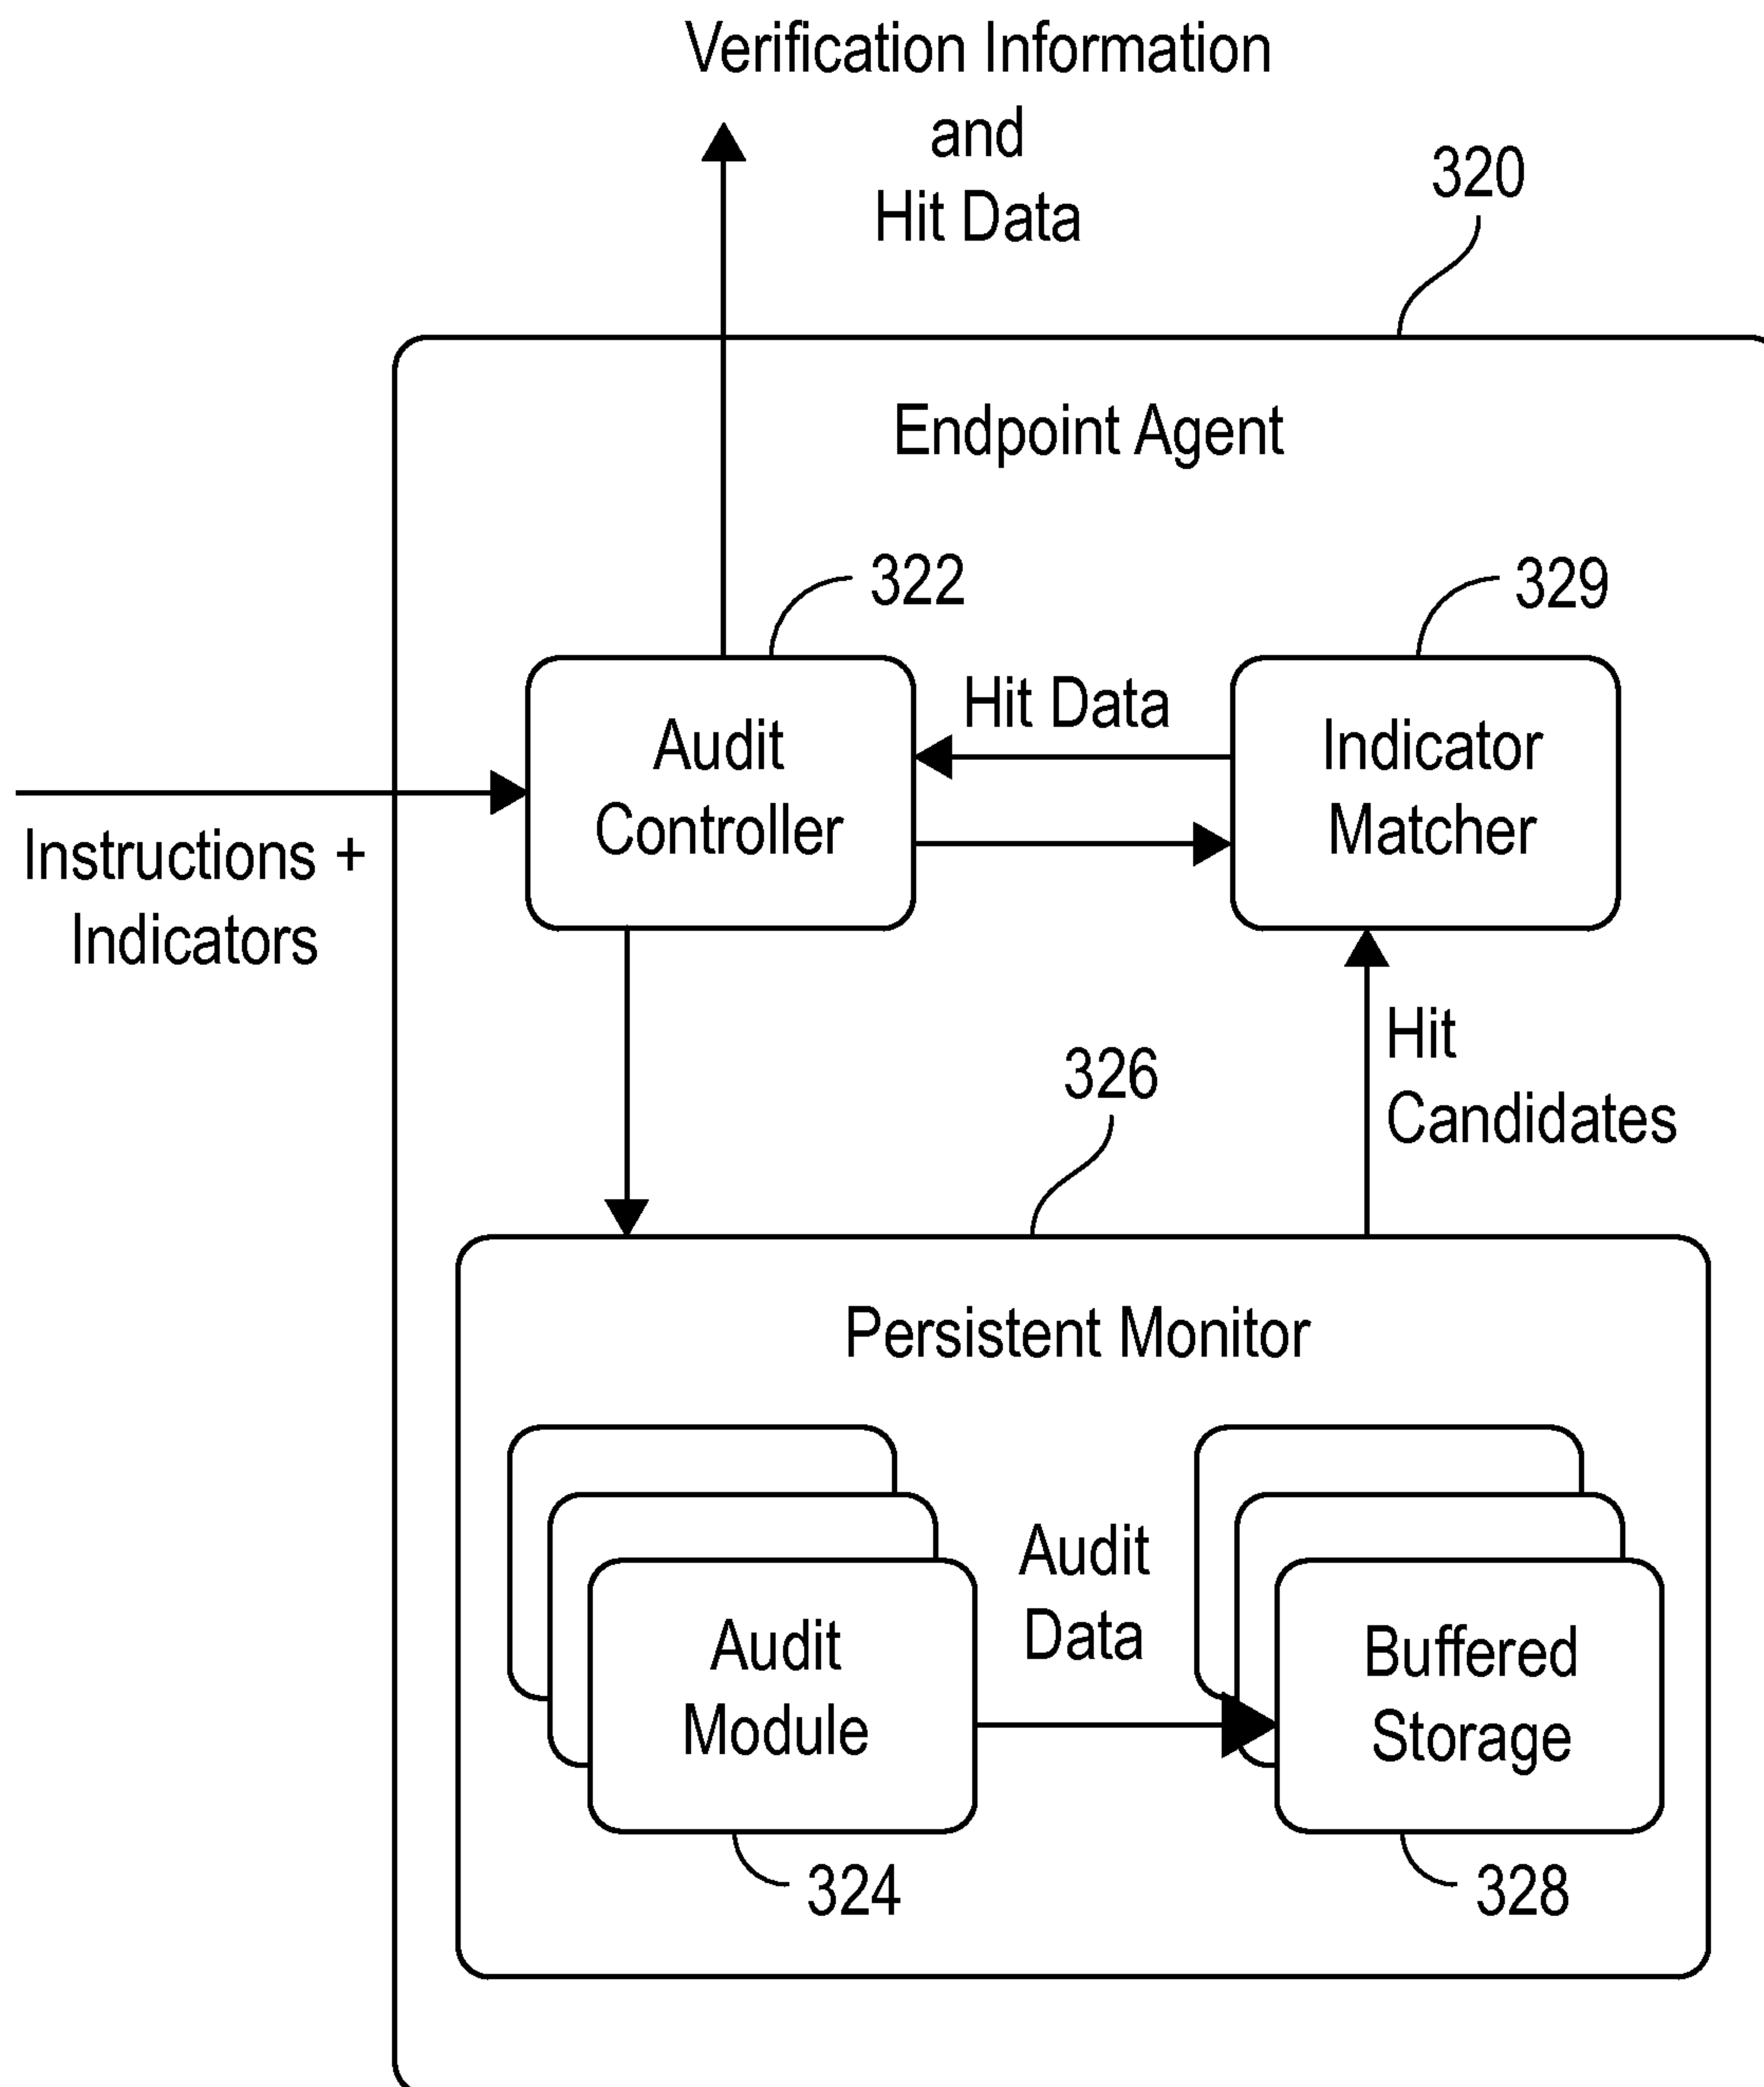 Verification Information
and
Hit Data
320
Endpoint Agent
322
329
Audit
Controller
Hit Data
Indicator
Matcher
Instructions +
Indicators
Hit
Candidates
326
Persistent Monitor
Audit
Module
Audit
Data
Buffered
Storage
324
328